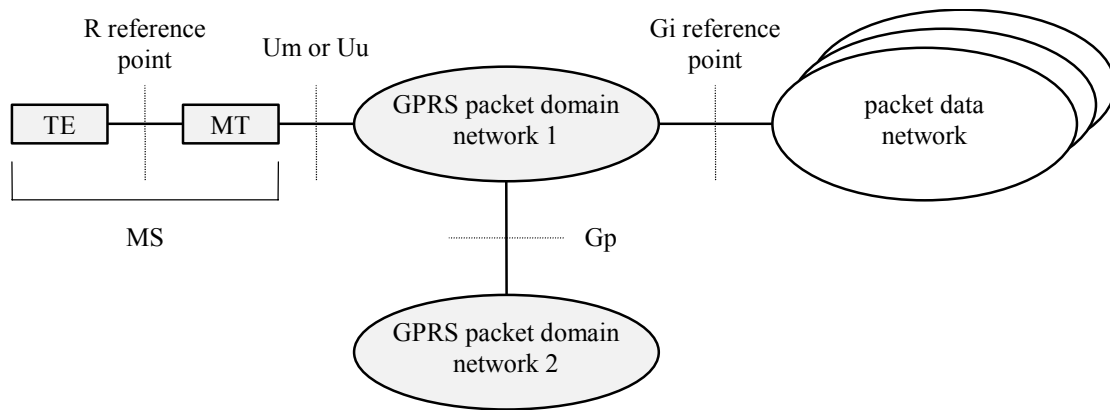 R reference
point
Um or Uu
Gi reference
point
TE
MT
GPRS packet domain
network 1
packet data
network
MS
Gp
GPRS packet domain
network 2